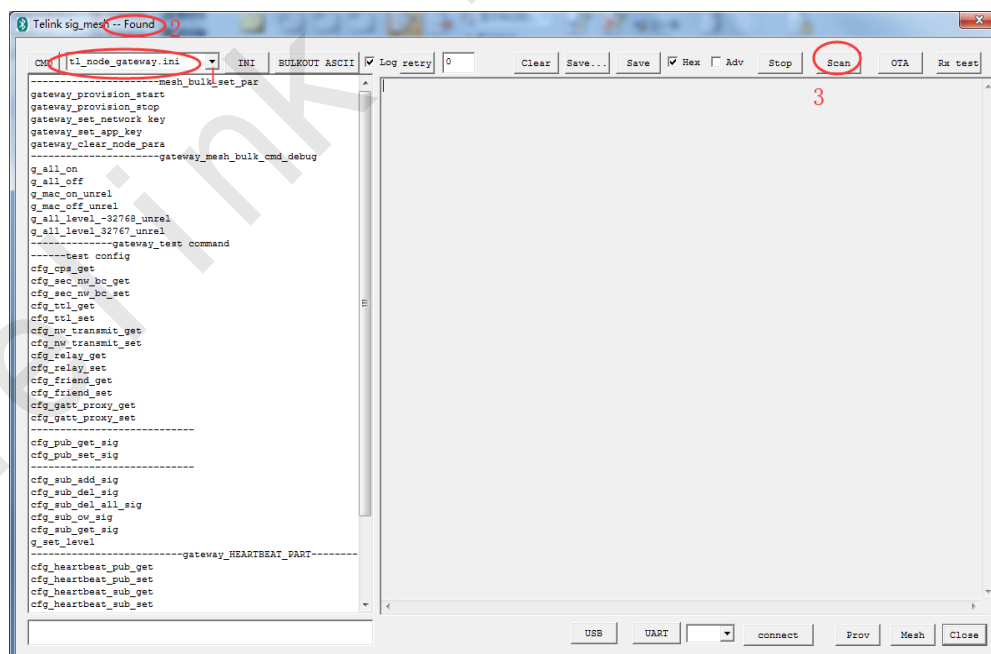 Telink sig_mesh -- Found 2
CMD tl_node_gateway.ini INI BULKOUT ASCII Log retry 0 Clear Save... Save Hex Adv Stop Scan OTA Rx test
1
3
--------------------mesh_bulk_set_par
gateway_provision_start
gateway_provision_stop
gateway_set_network key
gateway_set_app_key
gateway_clear_node_para
--------------------gateway_mesh_bulk_cmd_debug
g_all_on
g_all_off
g_mac_on_unrel
g_mac_off_unrel
g_all_level_-32768_unrel
g_all_level_32767_unrel
-------------gateway_test command
------test config
cfg_cps_get
cfg_sec_nw_bc_get
cfg_sec_nw_bc_set
cfg_ttl_get
cfg_ttl_set
cfg_nw_transmit_get
cfg_nw_transmit_set
cfg_relay_get
cfg_relay_set
cfg_friend_get
cfg_friend_set
cfg_gatt_proxy_get
cfg_gatt_proxy_set
--------------------------
cfg_pub_get_sig
cfg_pub_set_sig
--------------------------
cfg_sub_add_sig
cfg_sub_del_sig
cfg_sub_del_all_sig
cfg_sub_ow_sig
cfg_sub_get_sig
g_set_level
------------------------gateway_HEARTBEAT_PART-------
cfg_heartbeat_pub_get
cfg_heartbeat_pub_set
cfg_heartbeat_sub_get
cfg_heartbeat_sub_set
USB UART connect Prov Mesh Close
Telink